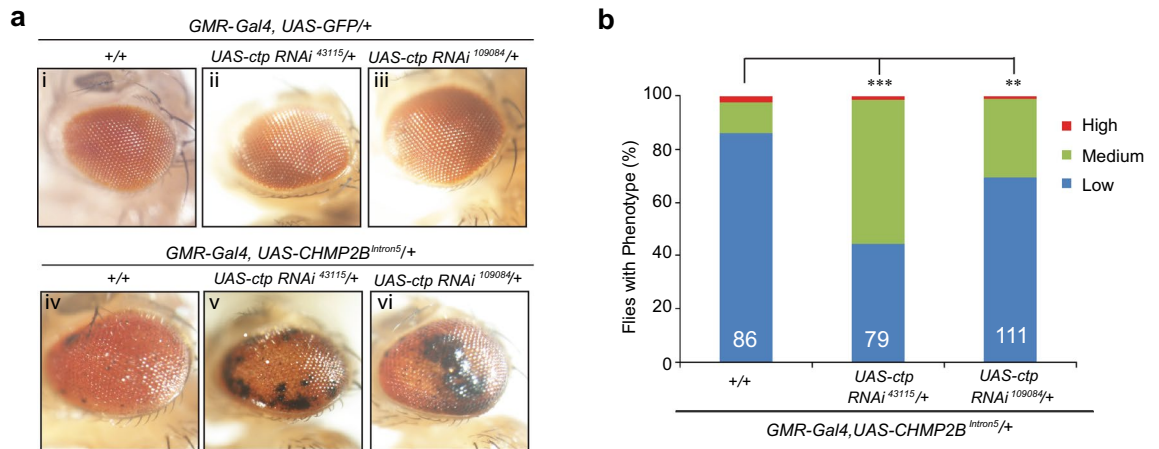 a
GMR-Gal4, UAS-GFP/+
+/+
UAS-ctp RNAi 43115/+
UAS-ctp RNAi 109084/+
i
ii
iii
GMR-Gal4, UAS-CHMP2B Intron5/+
+/+
UAS-ctp RNAi 43115/+
UAS-ctp RNAi 109084/+
iv
v
vi
b
***
**
Flies with Phenotype (%)
100
80
60
40
20
0
High
Medium
Low
86
79
111
+/+
UAS-ctp
RNAi 43115/+
UAS-ctp
RNAi 109084/+
GMR-Gal4,UAS-CHMP2B Intron5/+